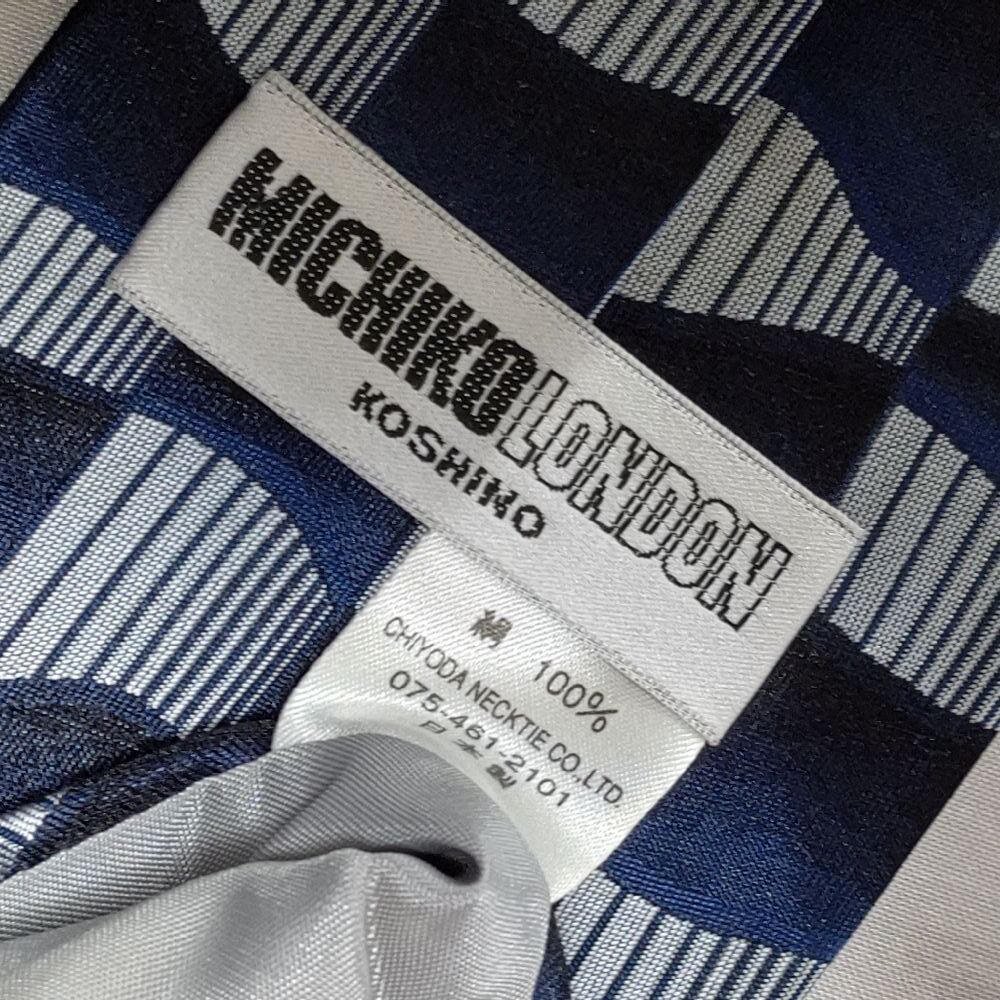 MICHIKO LONDON
KOSHINO
絹 100%
CHIYODA NECKTIE CO.,LTD.
075-461-2101
日本製